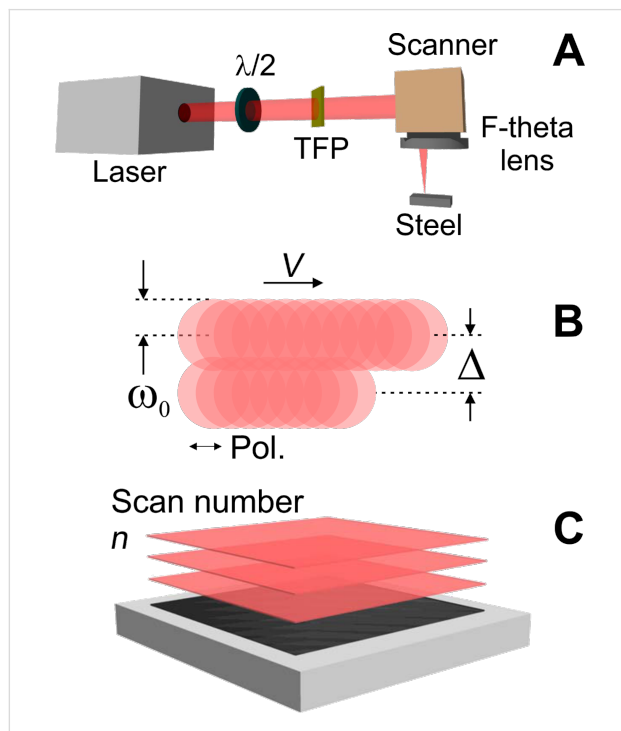 A
Scanner
λ/2
F-theta
lens
TFP
Laser
Steel
V
B
Δ
ω₀
Pol.
Scan number
n
C